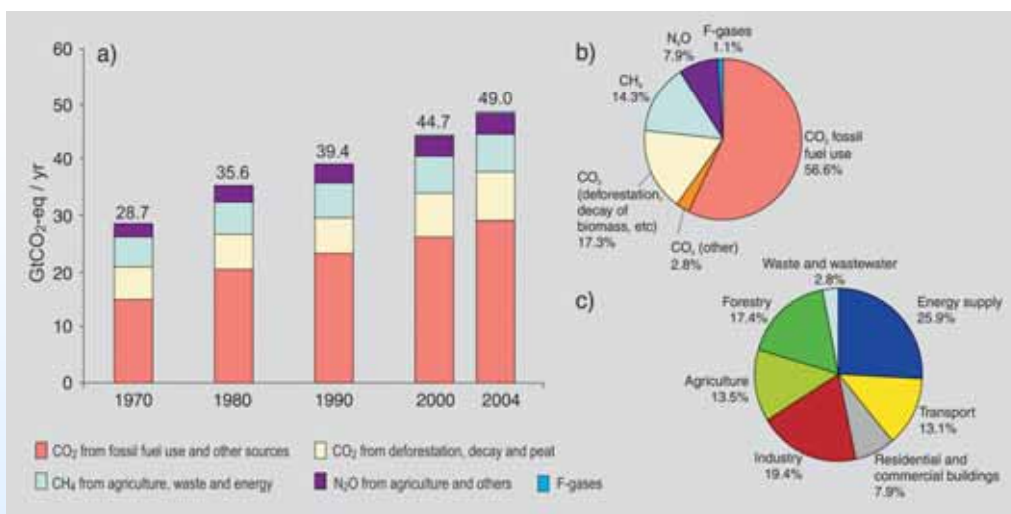 a)
GtCO2-eq / yr
60
50
40
30
20
10
0
28.7
35.6
39.4
44.7
49.0
1970
1980
1990
2000
2004
CO2 from fossil fuel use and other sources
CO2 from deforestation, decay and peat
CH4 from agriculture, waste and energy
N2O from agriculture and others
F-gases
b)
F-gases
1.1%
N2O
7.9%
CH4
14.3%
CO2 fossil
fuel use
56.6%
CO2
(deforestation,
decay of
biomass, etc)
17.3%
CO2 (other)
2.8%
c)
Waste and wastewater
2.8%
Forestry
17.4%
Energy supply
25.9%
Agriculture
13.5%
Transport
13.1%
Industry
19.4%
Residential and
commercial buildings
7.9%